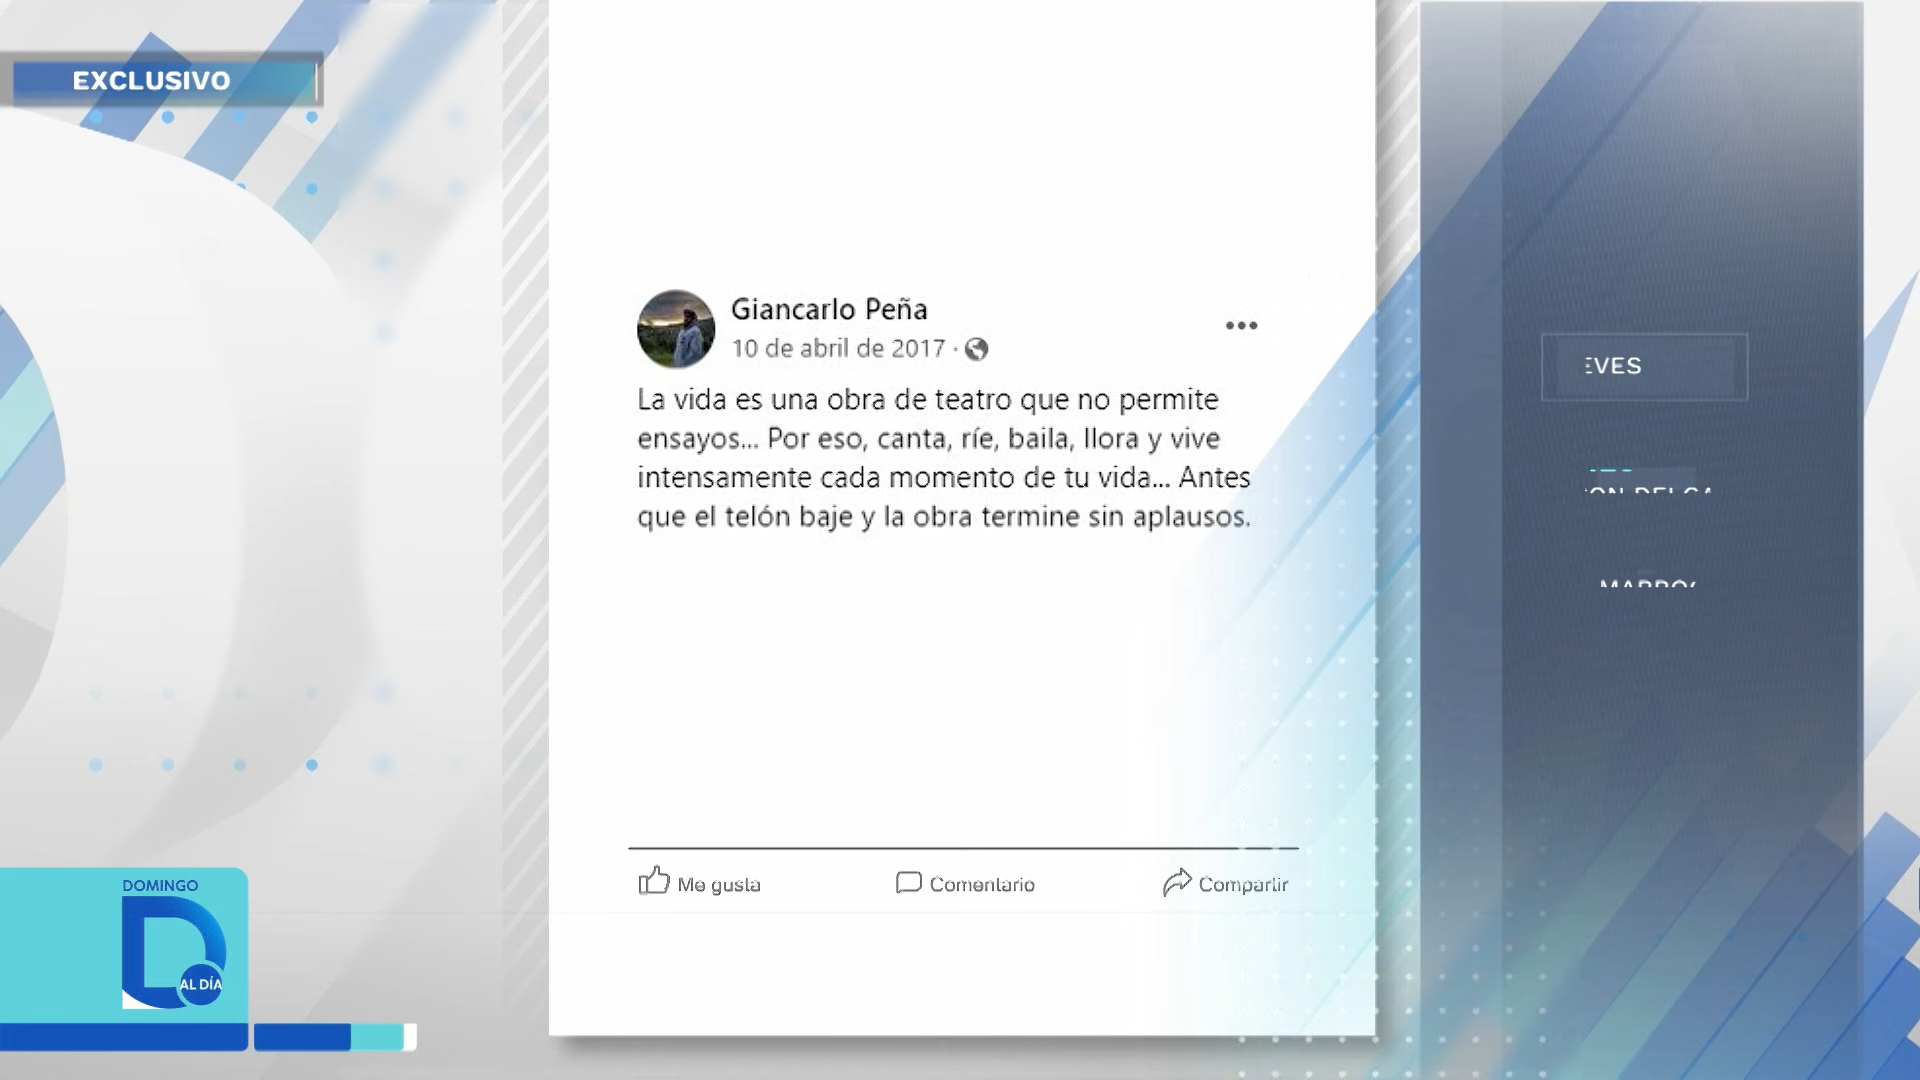 EXCLUSIVO
Giancarlo Peña
10 de abril de 2017
La vida es una obra de teatro que no permite
ensayos... Por eso, canta, ríe, baila, llora y vive
intensamente cada momento de tu vida... Antes
que el telón baje y la obra termine sin aplausos.
Me gusta
Comentario
Compartir
EVES
DOMINGO
D
AL DÍA